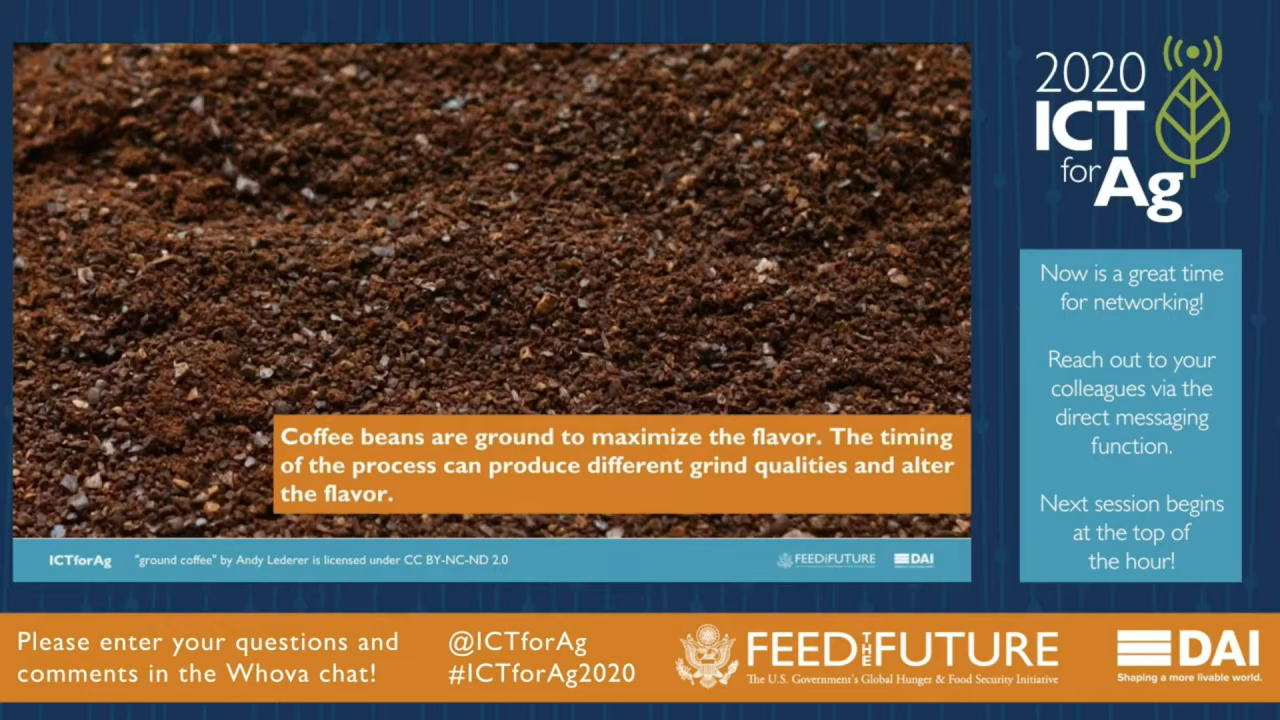 2020
ICT
for Ag
Now is a great time
for networking!
Reach out to your
colleagues via the
direct messaging
function.
Next session begins
at the top of
the hour!
Coffee beans are ground to maximize the flavor. The timing
of the process can produce different grind qualities and alter
the flavor.
ICTforAg
"ground coffee" by Andy Lederer is licensed under CC BY-NC-ND 2.0
FEED THE FUTURE
DAI
Please enter your questions and
comments in the Whova chat!
@ICTforAg
#ICTforAg2020
FEED THE FUTURE
The U.S. Government's Global Hunger & Food Security Initiative
DAI
Shaping a more livable world.